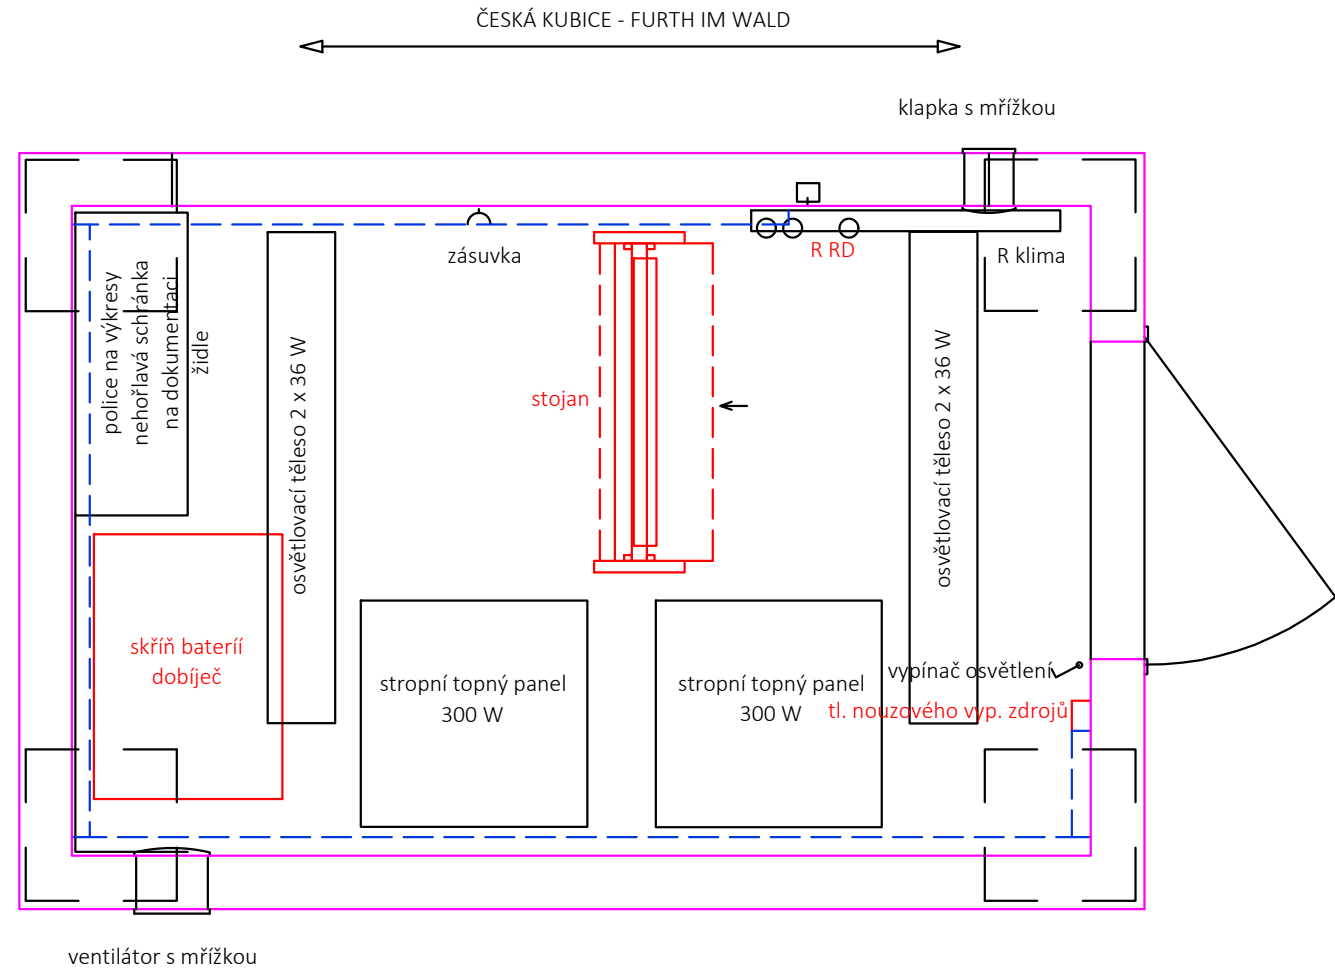 ČESKÁ KUBICE - FURTH IM WALD
klapka s mřížkou
zásuvka
R RD
R klima
police na výkresy
nehořlavá schránka
na dokumentaci
židle
osvětlovací těleso 2 x 36 W
stojan
osvětlovací těleso 2 x 36 W
skříň bateríí
dobíječ
stropní topný panel
300 W
stropní topný panel
300 W
vypínač osvětlení
tl. nouzového vyp. zdrojů
ventilátor s mřížkou